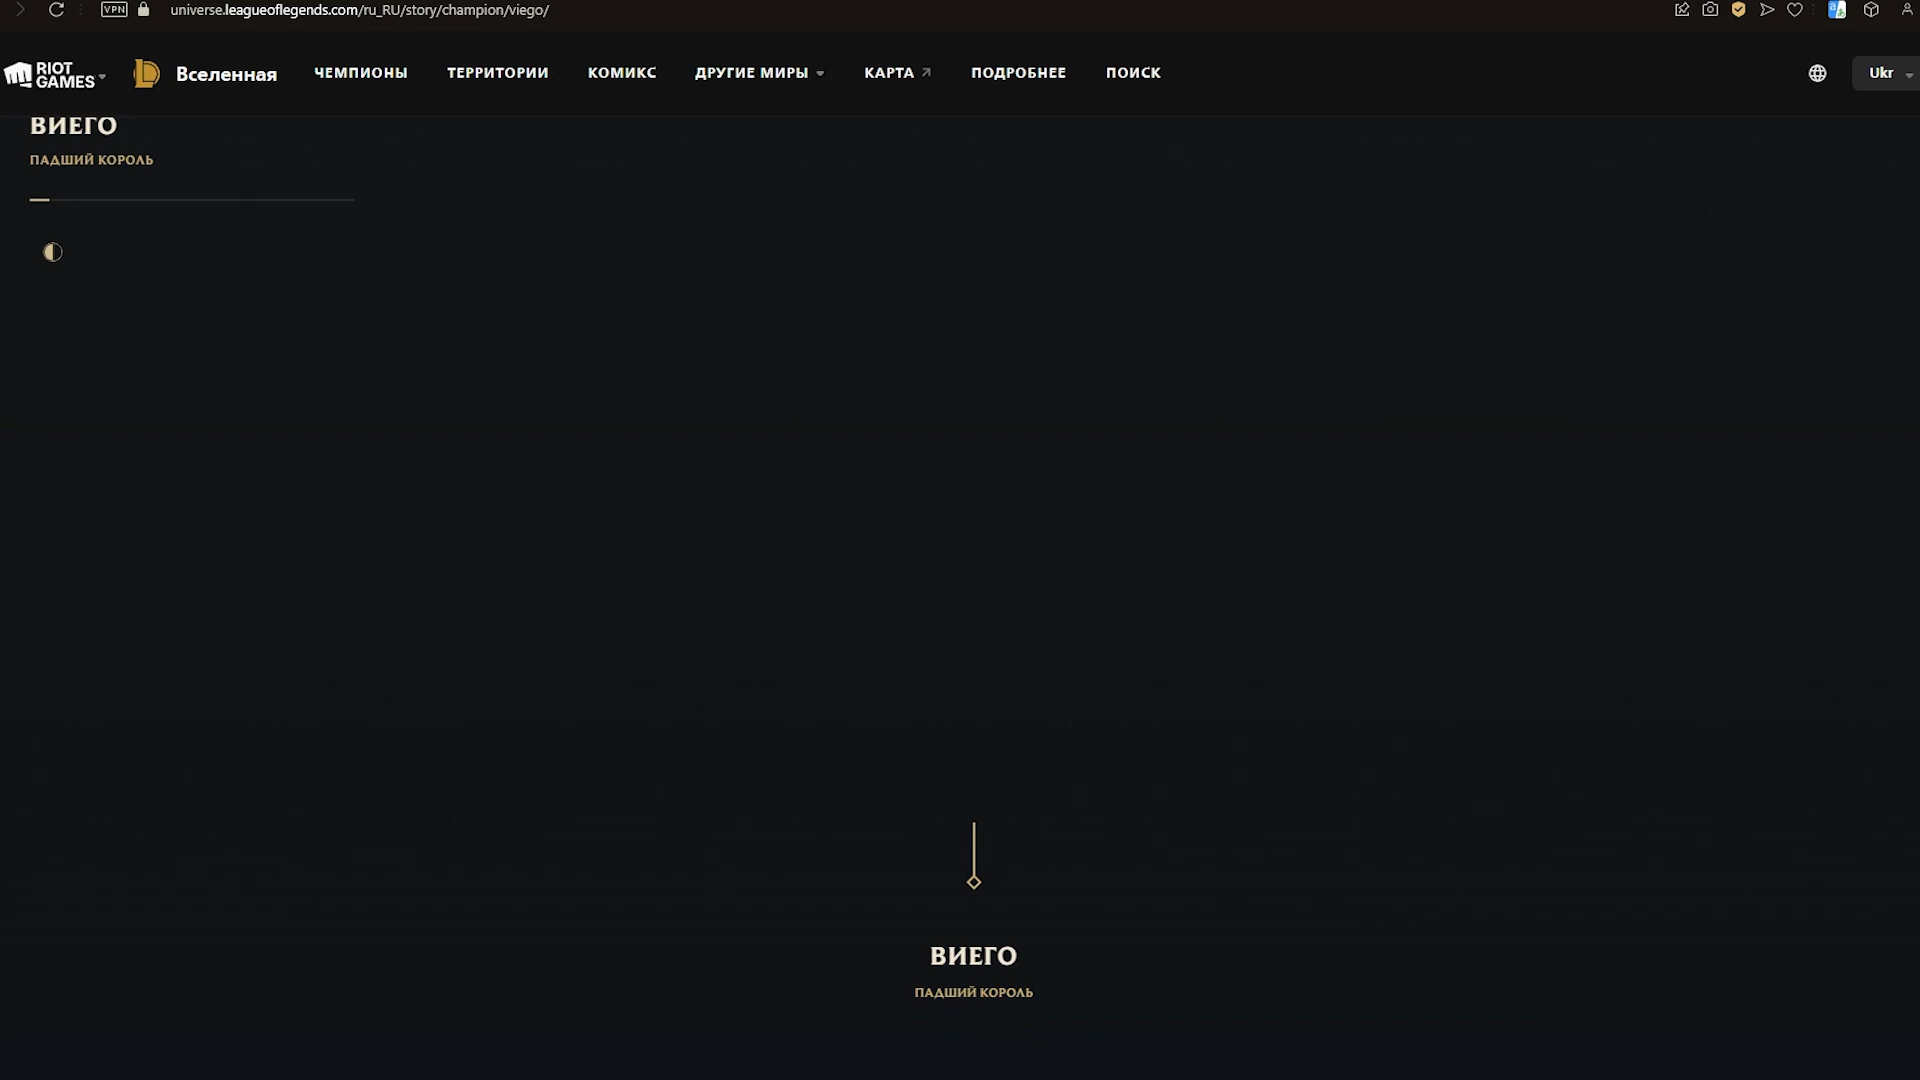 VPN
universe.leagueoflegends.com/ru_RU/story/champion/viego/
RIOT GAMES
Вселенная
ЧЕМПИОНЫ
ТЕРРИТОРИИ
КОМИКС
ДРУГИЕ МИРЫ
КАРТА
ПОДРОБНЕЕ
ПОИСК
Ukr
ВИЕГО
ПАДШИЙ КОРОЛЬ
ВИЕГО
ПАДШИЙ КОРОЛЬ